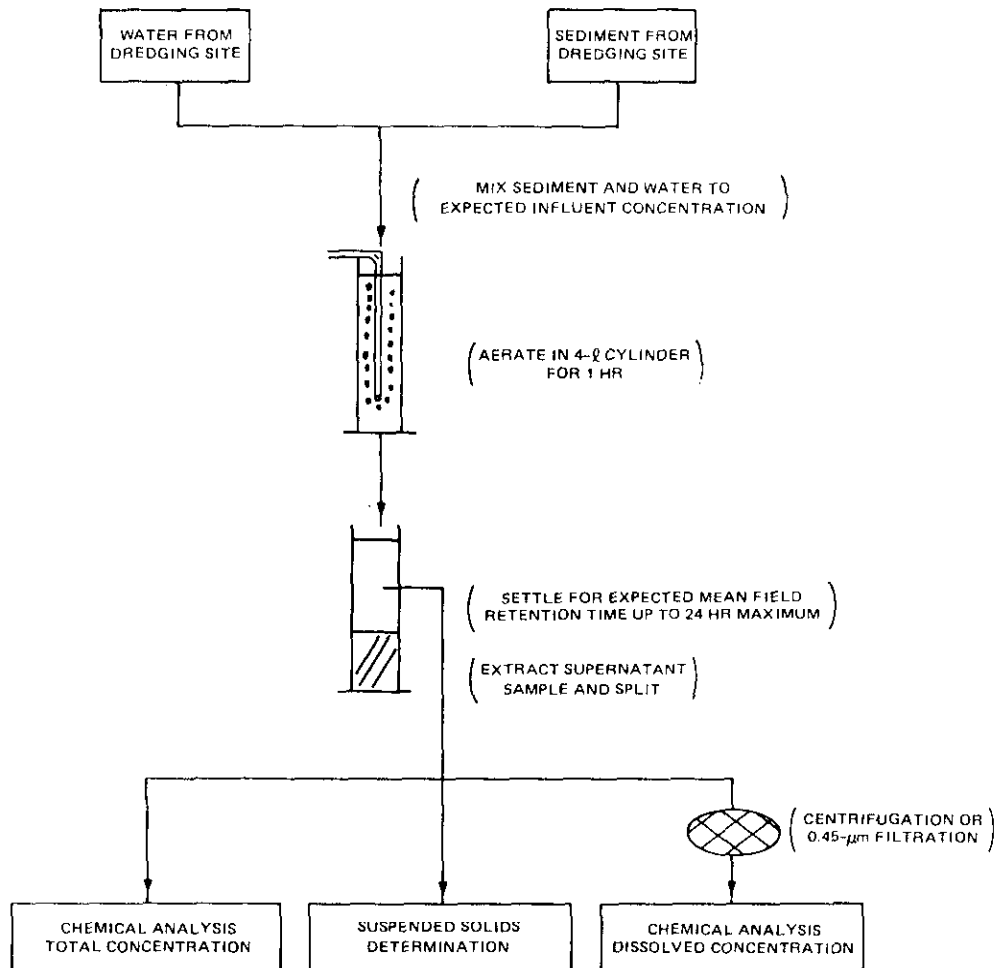 WATER FROM
DREDGING SITE
SEDIMENT FROM
DREDGING SITE
(MIX SEDIMENT AND WATER TO
EXPECTED INFLUENT CONCENTRATION)
(AERATE IN 4-ℓ CYLINDER
FOR 1 HR)
(SETTLE FOR EXPECTED MEAN FIELD
RETENTION TIME UP TO 24 HR MAXIMUM)
(EXTRACT SUPERNATANT
SAMPLE AND SPLIT)
(CENTRIFUGATION OR
0.45-μm FILTRATION)
CHEMICAL ANALYSIS
TOTAL CONCENTRATION
SUSPENDED SOLIDS
DETERMINATION
CHEMICAL ANALYSIS
DISSOLVED CONCENTRATION